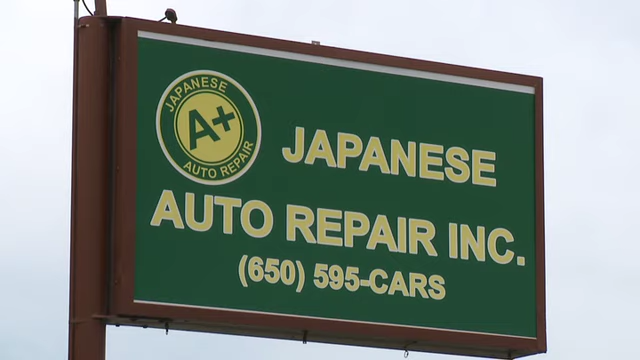 JAPANESE
A+
AUTO REPAIR
JAPANESE
AUTO REPAIR INC.
(650) 595-CARS